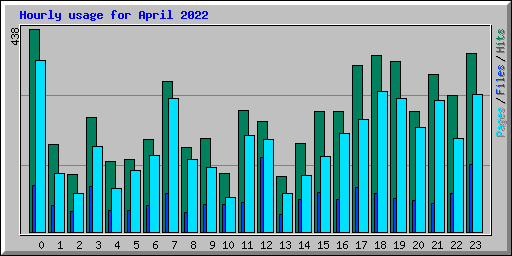 Hourly usage for April 2022
438
Pages/Files/Hits
0 1 2 3 4 5 6 7 8 9 10 11 12 13 14 15 16 17 18 19 20 21 22 23